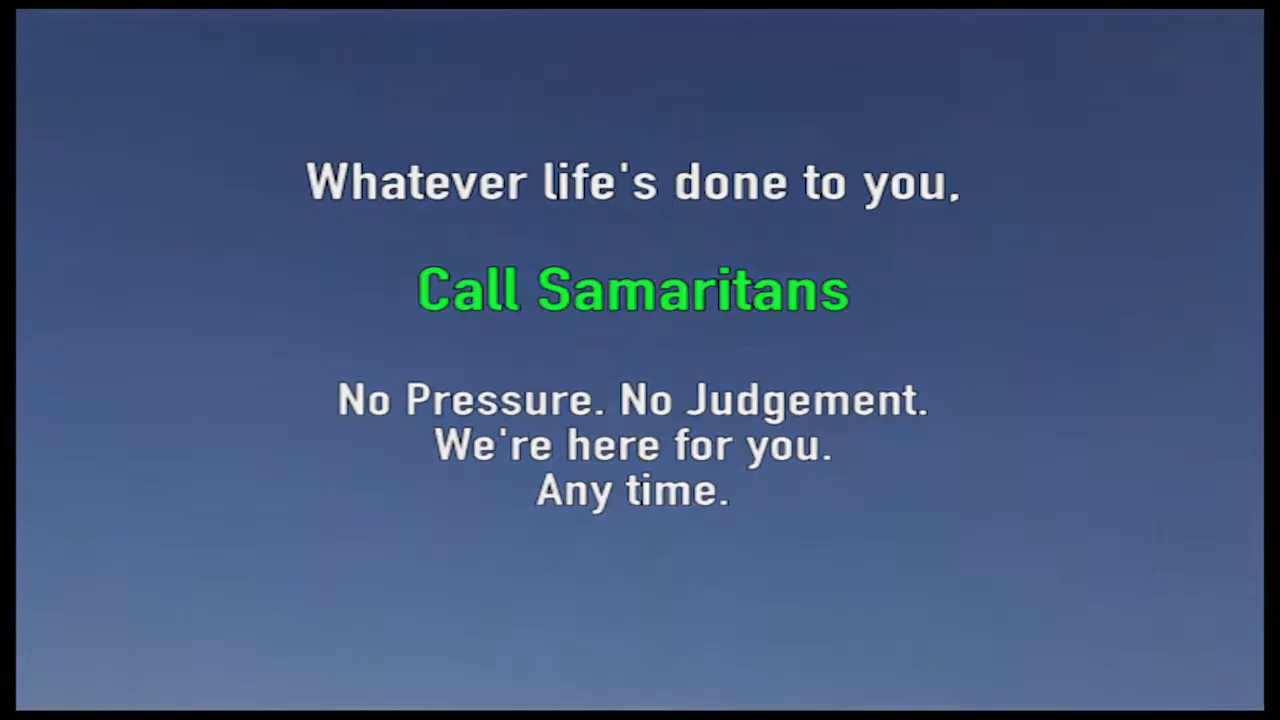 Whatever life's done to you,
Call Samaritans
No Pressure. No Judgement.
We're here for you.
Any time.